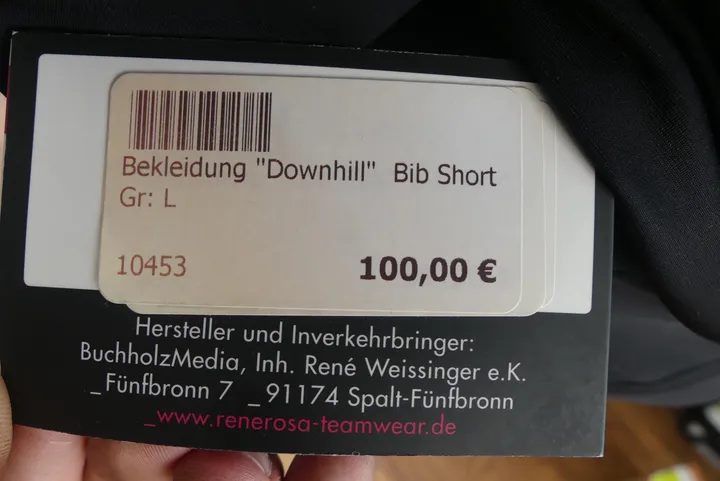 Bekleidung "Downhill" Bib Short
Gr: L
10453 100,00 €
Hersteller und Inverkehrbringer:
BuchholzMedia, Inh. René Weissinger e.K.
_Fünfbronn 7 _91174 Spalt-Fünfbronn
_www.renerosa-teamwear.de